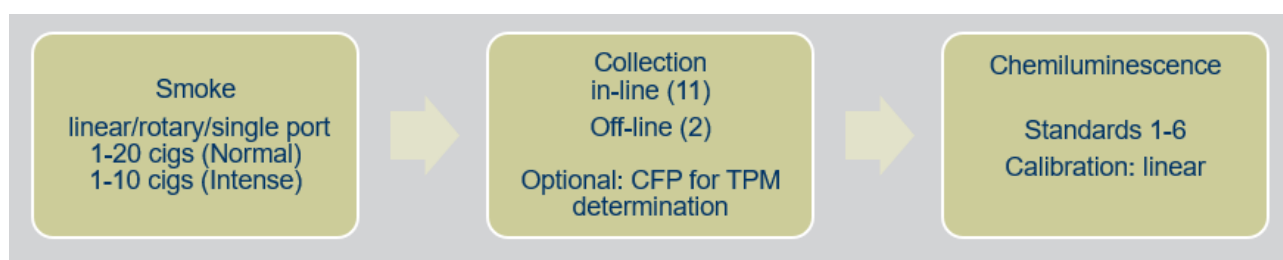 Smoke
linear/rotary/single port
1-20 cigs (Normal)
1-10 cigs (Intense)
Collection
in-line (11)
Off-line (2)
Optional: CFP for TPM
determination
Chemiluminescence
Standards 1-6
Calibration: linear